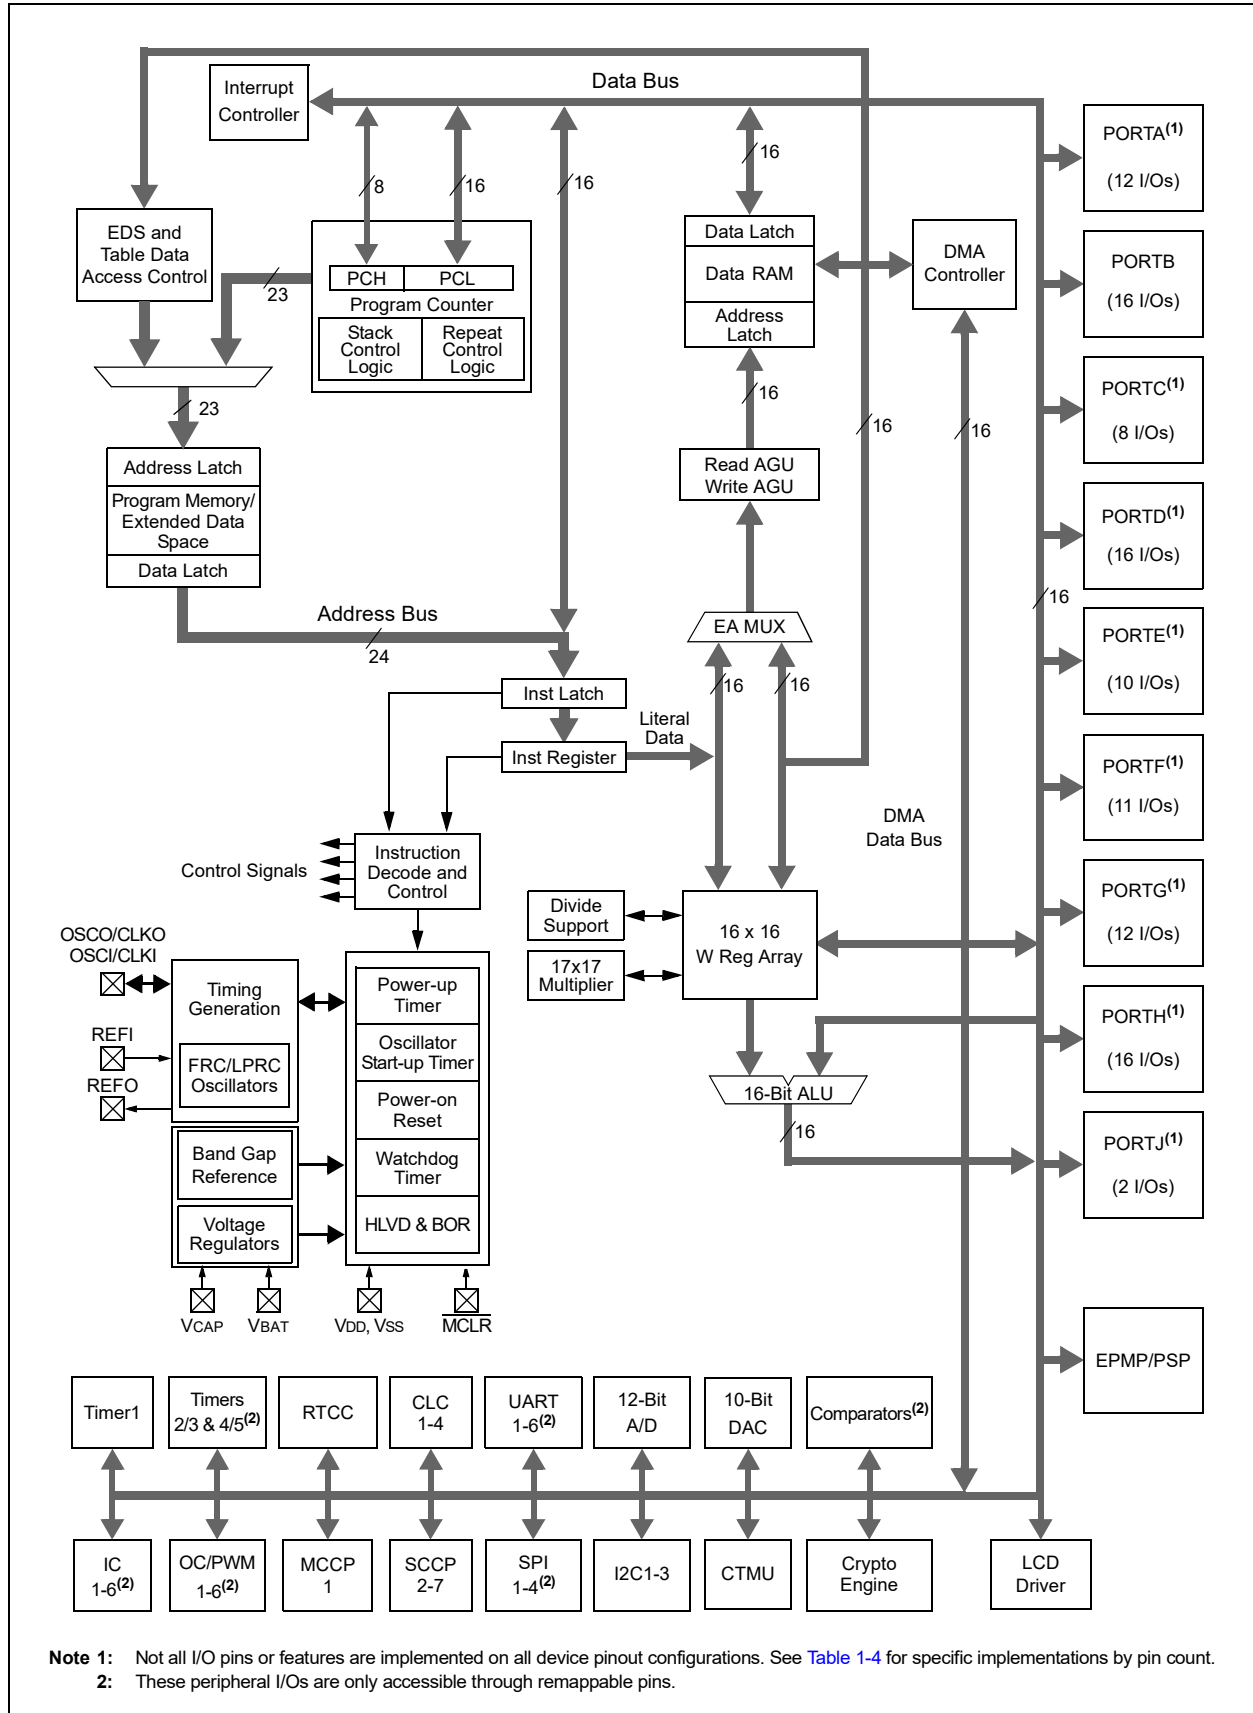 Data Bus
Interrupt
Controller
8
16
16
16
EDS and
Table Data
Access Control
23
PCH
PCL
Program Counter
Stack
Control
Logic
Repeat
Control
Logic
23
Data Latch
Data RAM
Address
Latch
DMA
Controller
16
16
16
Read AGU
Write AGU
Address Latch
Program Memory/
Extended Data
Space
Data Latch
Address Bus
24
EA MUX
16
16
Inst Latch
Inst Register
Literal
Data
DMA
Data Bus
16
PORTA(1)
(12 I/Os)
PORTB
(16 I/Os)
PORTC(1)
(8 I/Os)
PORTD(1)
(16 I/Os)
PORTE(1)
(10 I/Os)
PORTF(1)
(11 I/Os)
PORTG(1)
(12 I/Os)
PORTH(1)
(16 I/Os)
PORTJ(1)
(2 I/Os)
EPMP/PSP
Control Signals
Instruction
Decode and
Control
Divide
Support
17x17
Multiplier
16 x 16
W Reg Array
16-Bit ALU
16
OSCO/CLKO
OSCI/CLKI
REFI
REFO
Timing
Generation
FRC/LPRC
Oscillators
Band Gap
Reference
Voltage
Regulators
Power-up
Timer
Oscillator
Start-up Timer
Power-on
Reset
Watchdog
Timer
HLVD & BOR
VCAP
VBAT
VDD, VSS
MCLR
Timer1
Timers
2/3 & 4/5(2)
RTCC
CLC
1-4
UART
1-6(2)
12-Bit
A/D
10-Bit
DAC
Comparators(2)
IC
1-6(2)
OC/PWM
1-6(2)
MCCP
1
SCCP
2-7
SPI
1-4(2)
I2C1-3
CTMU
Crypto
Engine
LCD
Driver
Note 1: Not all I/O pins or features are implemented on all device pinout configurations. See Table 1-4 for specific implementations by pin count.
2: These peripheral I/Os are only accessible through remappable pins.